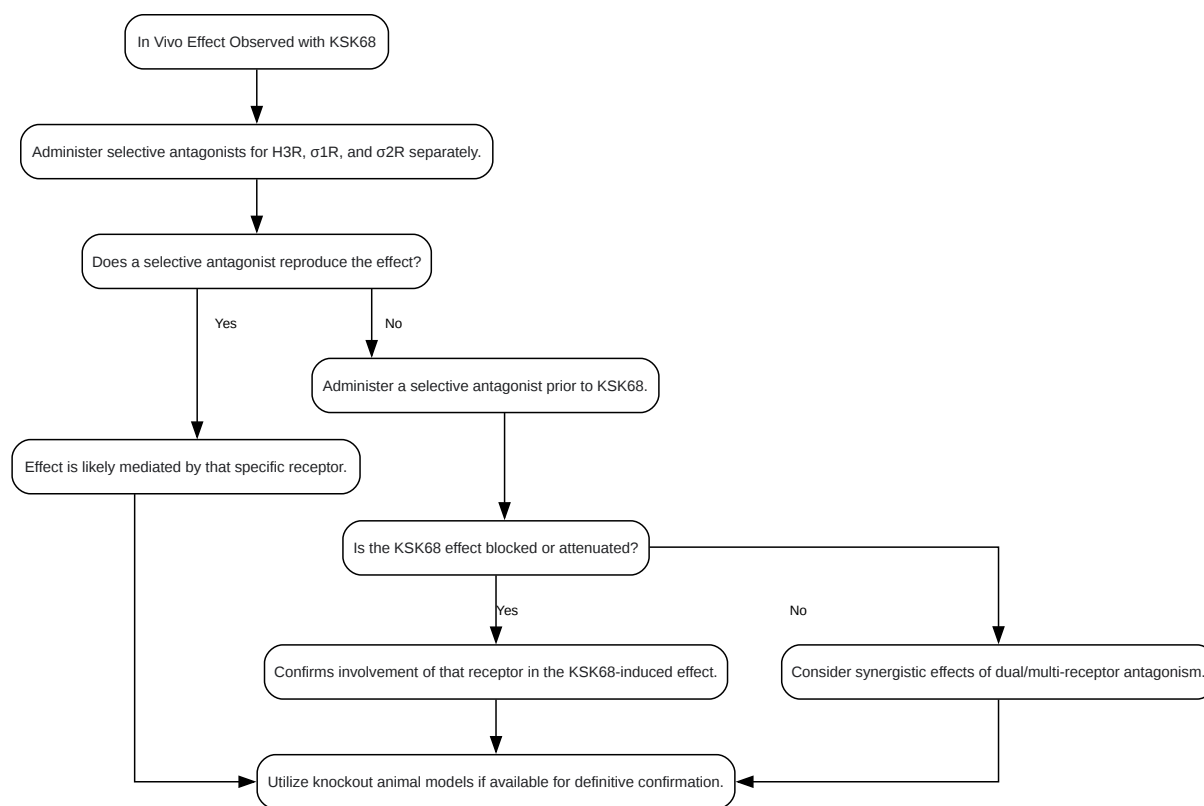 In Vivo Effect Observed with KSK68
Administer selective antagonists for H3R, σ1R, and σ2R separately.
Does a selective antagonist reproduce the effect?
Yes
No
Administer a selective antagonist prior to KSK68.
Effect is likely mediated by that specific receptor.
Is the KSK68 effect blocked or attenuated?
Yes
No
Confirms involvement of that receptor in the KSK68-induced effect.
Consider synergistic effects of dual/multi-receptor antagonism.
Utilize knockout animal models if available for definitive confirmation.